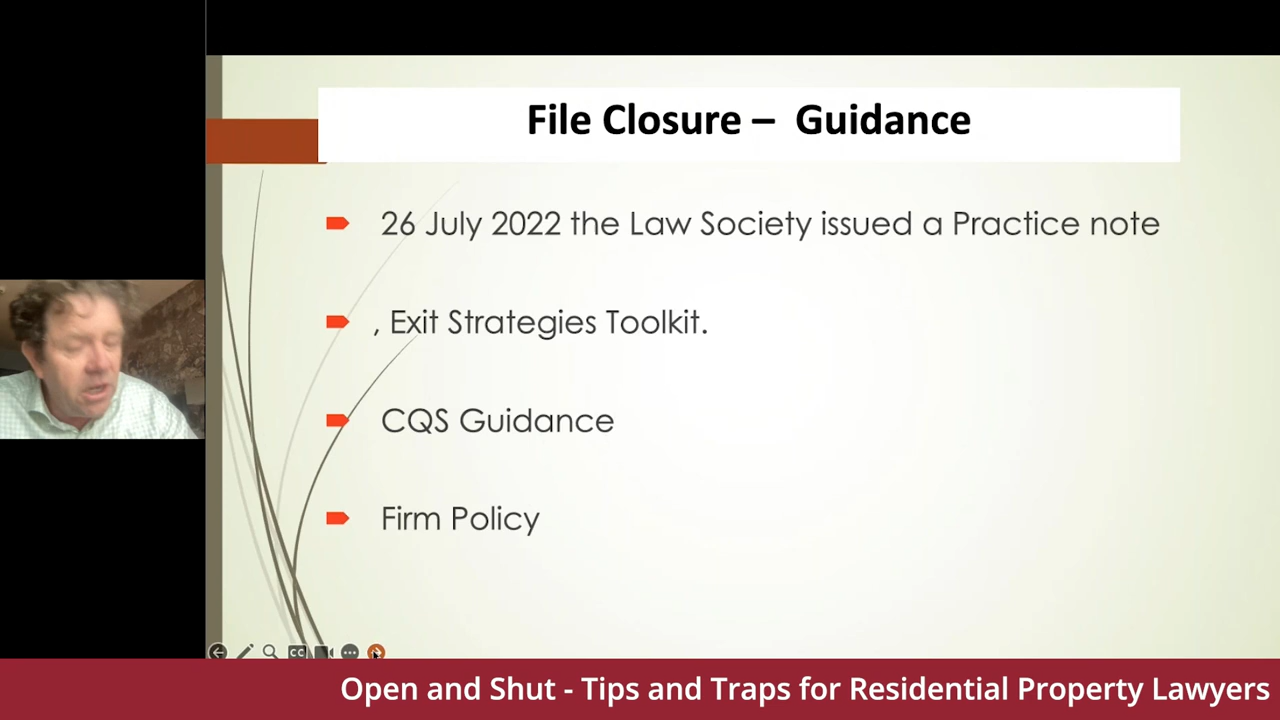 File Closure – Guidance
26 July 2022 the Law Society issued a Practice note
, Exit Strategies Toolkit.
CQS Guidance
Firm Policy
CC
Open and Shut - Tips and Traps for Residential Property Lawyers